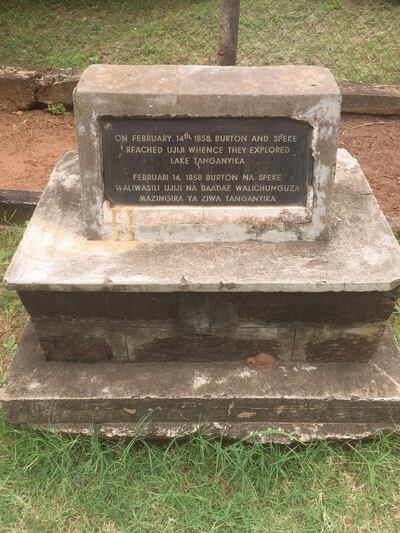 ON FEBRUARY 14th, 1858, BURTON AND SPEKE
REACHED UJIJI WHENCE THEY EXPLORED
LAKE TANGANYIKA
FEBRUARI 14, 1858 BURTON NA SPEKE
WALIWASILI UJIJI NA BAADAE WALICHUNGUZA
MAZINGIRA YA ZIWA TANGANYIKA